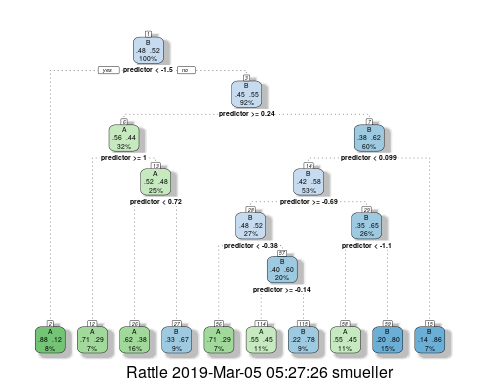 1
B
.48 .52
100%
yes predictor < -1.5 no
3
B
.45 .55
92%
predictor >= 0.24
6 7
A B
.56 .44 .38 .62
32% 60%
predictor >= 1 predictor < 0.099
13 14
A B
.52 .48 .42 .58
25% 53%
predictor < 0.72 predictor >= -0.69
28 29
B B
.48 .52 .35 .65
27% 26%
predictor < -0.38 predictor < -1.1
57
B
.40 .60
20%
predictor >= -0.14
2 12 26 27 56 114 115 58 59 15
A A A B A A B A B B
.88 .12 .71 .29 .62 .38 .33 .67 .71 .29 .55 .45 .22 .78 .55 .45 .20 .80 .14 .86
8% 7% 16% 9% 7% 11% 9% 11% 15% 7%
Rattle 2019-Mar-05 05:27:26 smueller